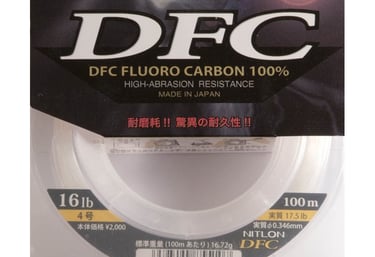 DFC
DFC FLUORO CARBON 100%
HIGH-ABRASION RESISTANCE
MADE IN JAPAN
耐磨耗!! 驚異の耐久性!!
16lb
4号
本体価格 ¥2,000
100m
実質 17.5 lb
実質φ0.346mm
NITLON
DFC
標準重量(100mあたり)16.72g